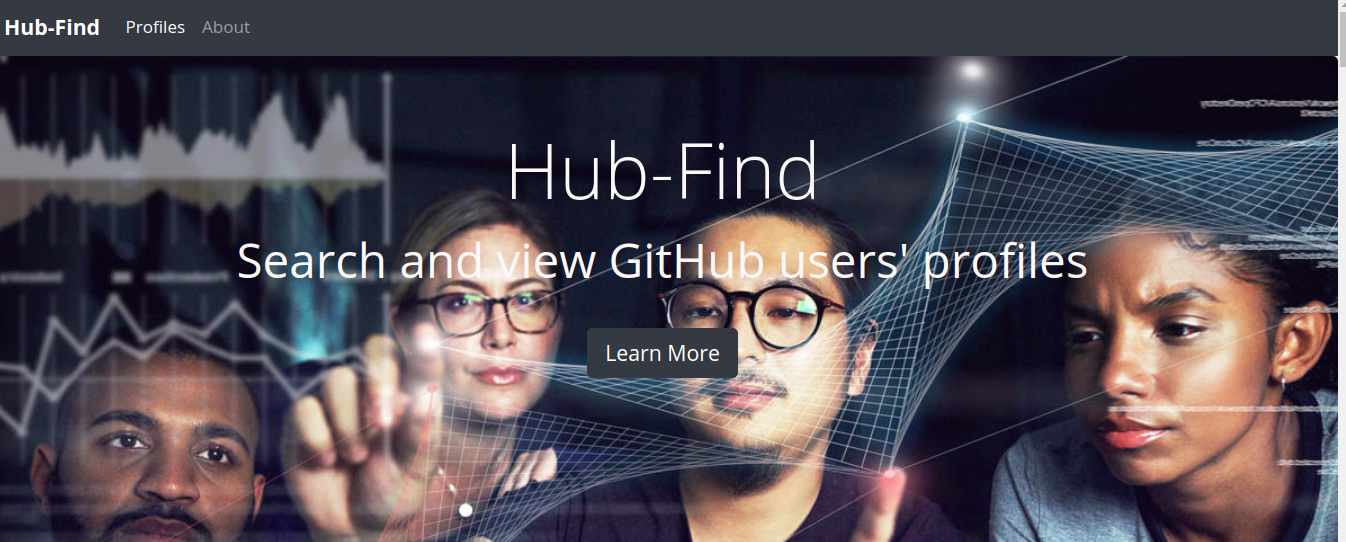 Hub-Find Profiles About
Hub-Find
Search and view GitHub users' profiles
Learn More